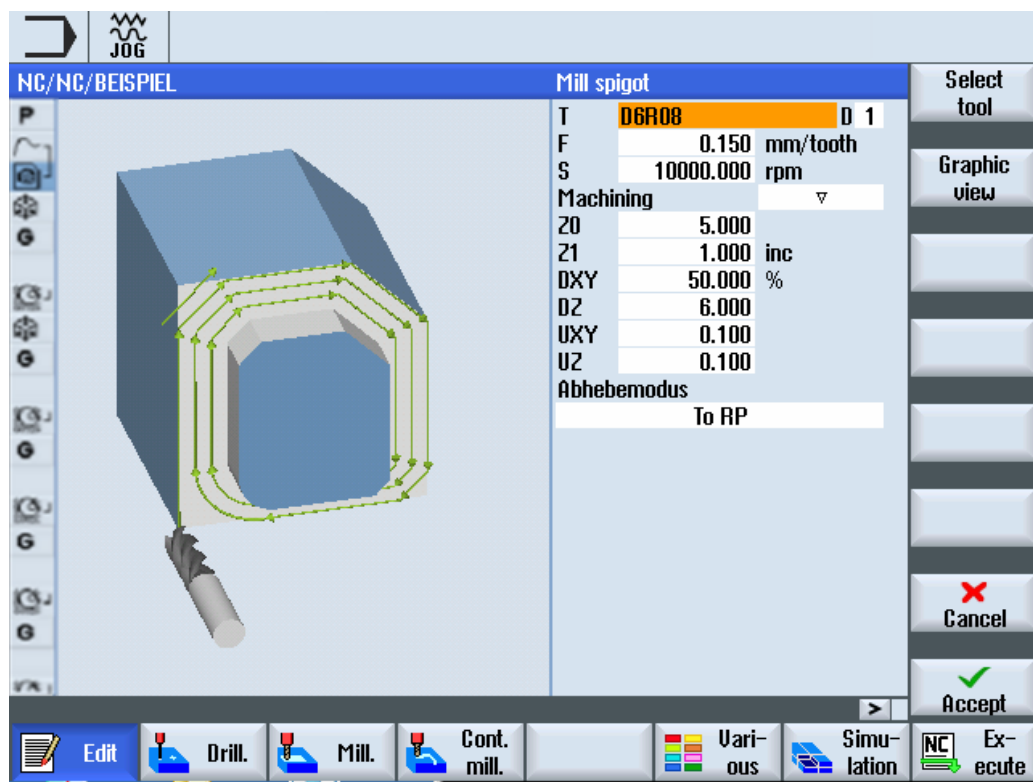 JOG
NC/NC/BEISPIEL
Mill spigot
Select
tool
P
T D6R08 D 1
F 0.150 mm/tooth
S 10000.000 rpm
Graphic
view
Machining ▿
G
Z0 5.000
Z1 1.000 inc
DXY 50.000 %
DZ 6.000
UXY 0.100
G
UZ 0.100
Abhebemodus
To RP
G
G
G
Cancel
Accept
>
Edit
Drill.
Mill.
Cont.
mill.
Vari-
ous
Simu-
lation
NC
Ex-
ecute